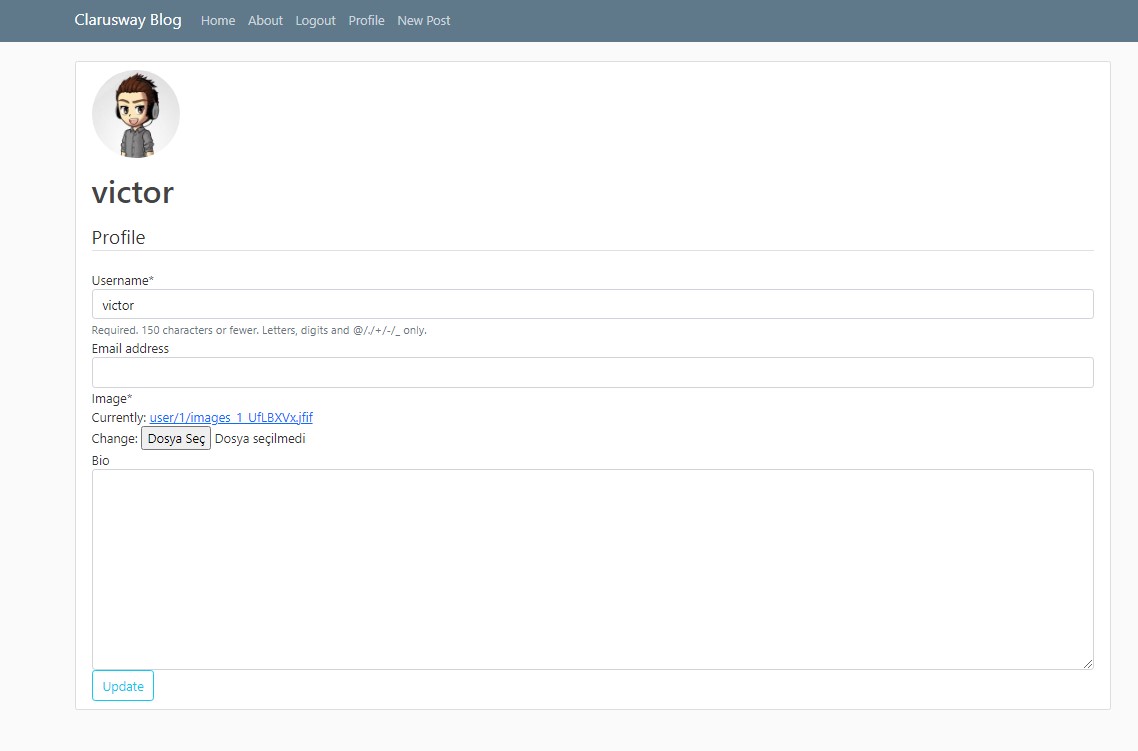 Clarusway Blog Home About Logout Profile New Post
victor
Profile
Username*
victor
Required. 150 characters or fewer. Letters, digits and @/./+/-/_ only.
Email address
Image*
Currently: user/1/images_1_UfLBXVx.jfif
Change: Dosya Seç Dosya seçilmedi
Bio
Update